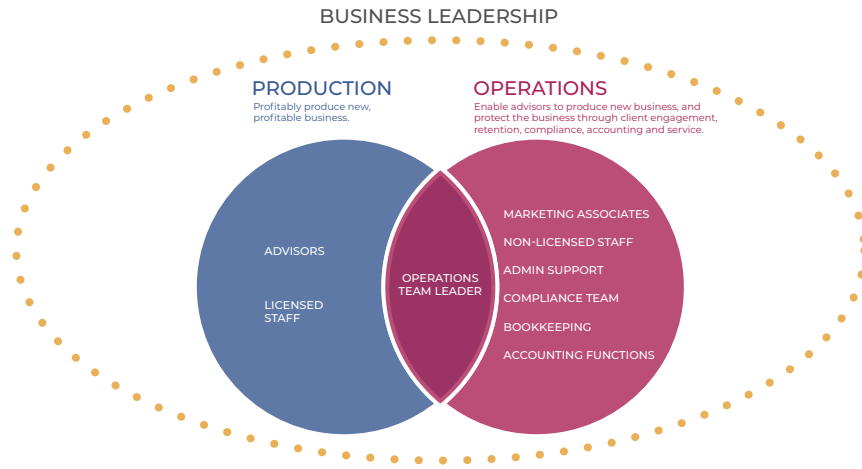 BUSINESS LEADERSHIP
PRODUCTION
Profitably produce new,
profitable business.
OPERATIONS
Enable advisors to produce new business, and
protect the business through client engagement,
retention, compliance, accounting and service.
ADVISORS
LICENSED
STAFF
OPERATIONS
TEAM LEADER
MARKETING ASSOCIATES
NON-LICENSED STAFF
ADMIN SUPPORT
COMPLIANCE TEAM
BOOKKEEPING
ACCOUNTING FUNCTIONS